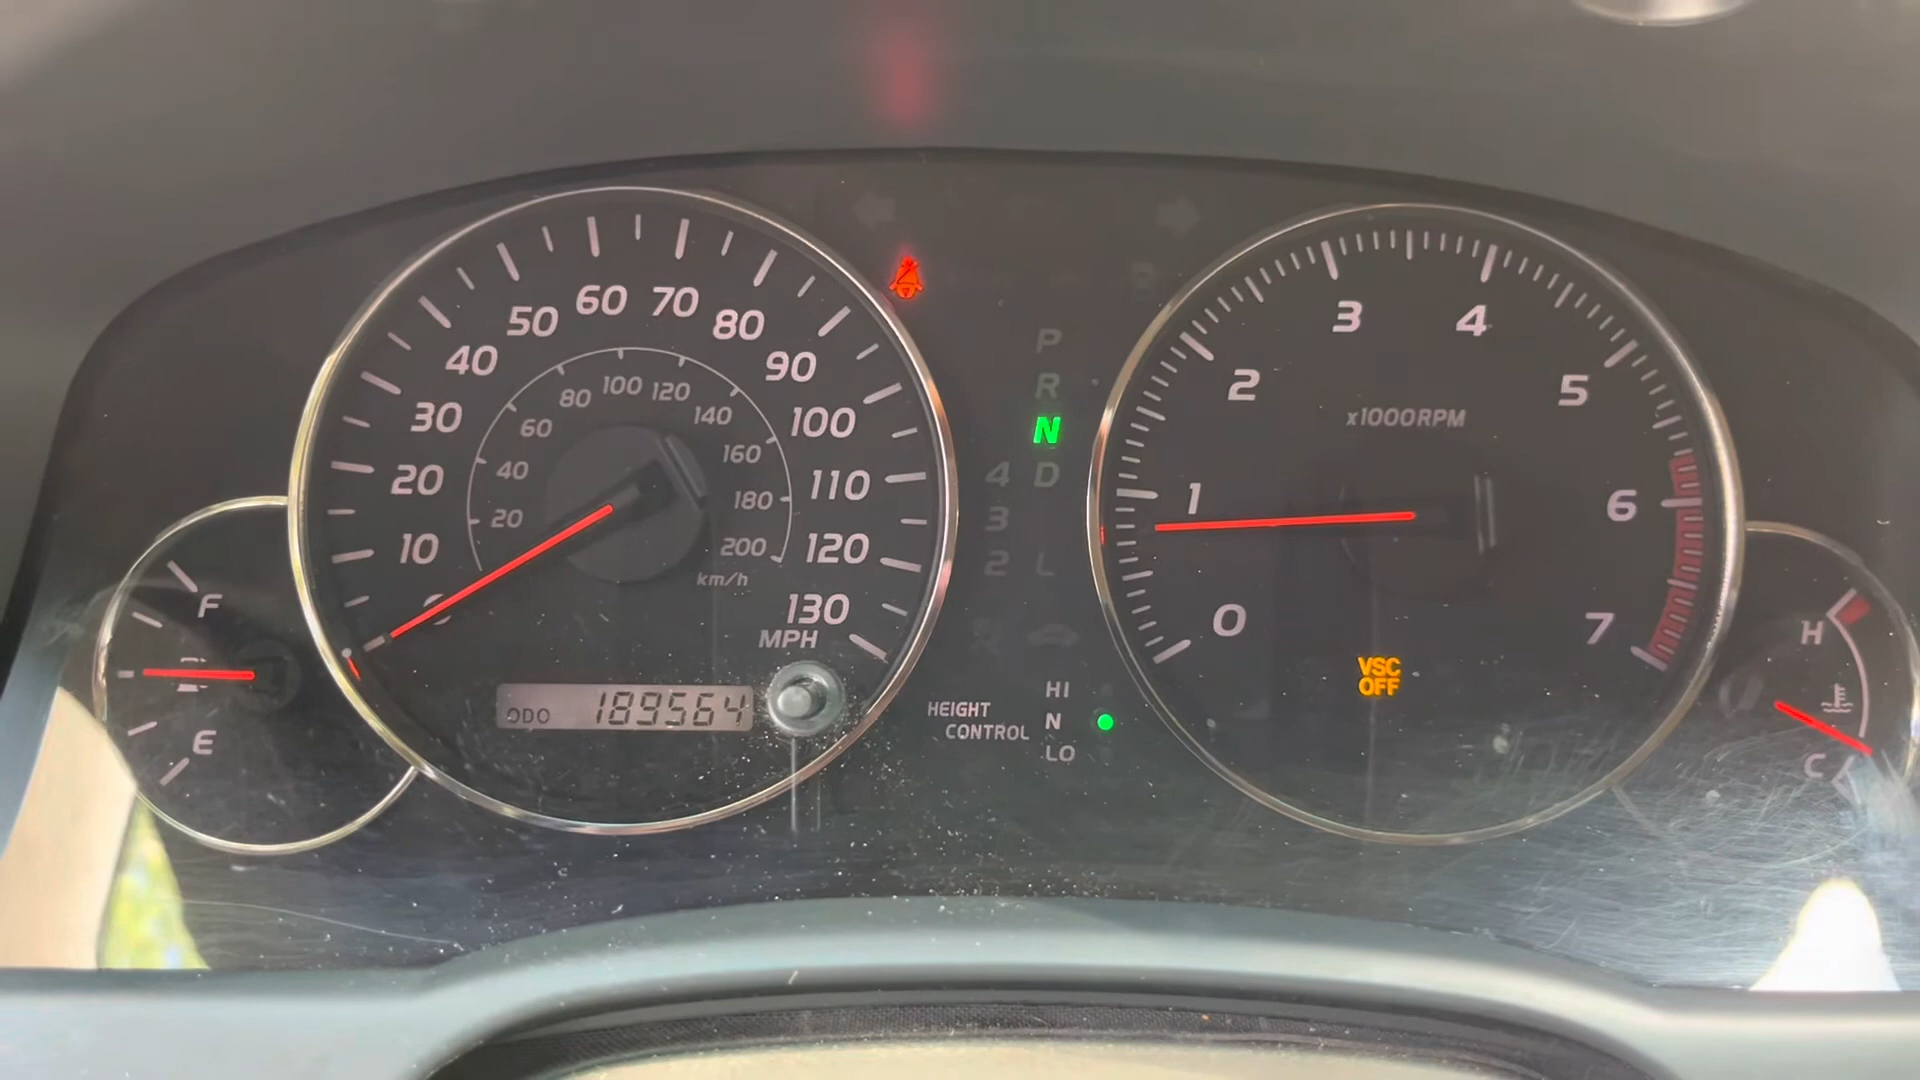 60 70
50 80
40 90
30 100
20 110
10 120
130
MPH
80 100 120
60 140
40 160
20 180
200
km/h
F
E
ODO 189564
P
R
N
4 D
3
2 L
HEIGHT
CONTROL
HI
N
LO
3 4
2 5
1 6
0 7
x1000RPM
VSC
OFF
H
C